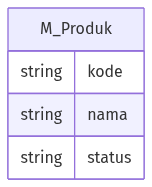 M_Produk
string kode
string nama
string status